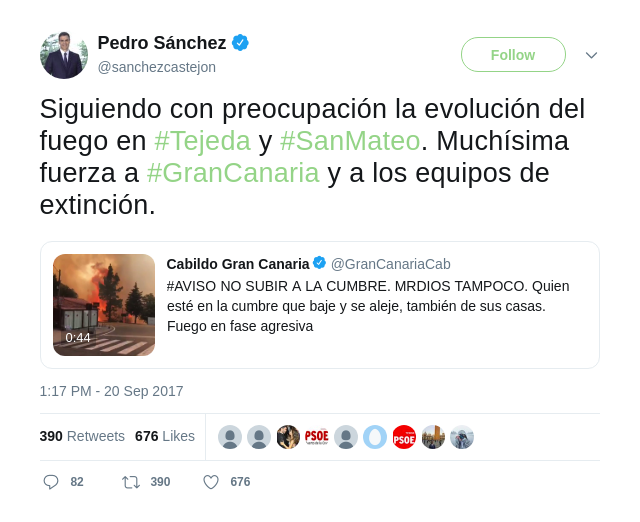 Pedro Sánchez
@sanchezcastejon
Follow
Siguiendo con preocupación la evolución del
fuego en #Tejeda y #SanMateo. Muchísima
fuerza a #GranCanaria y a los equipos de
extinción.
Cabildo Gran Canaria @GranCanariaCab
#AVISO NO SUBIR A LA CUMBRE. MRDIOS TAMPOCO. Quien
esté en la cumbre que baje y se aleje, también de sus casas.
Fuego en fase agresiva
0:44
1:17 PM - 20 Sep 2017
390 Retweets 676 Likes
PSOE
PSOE
82 390 676